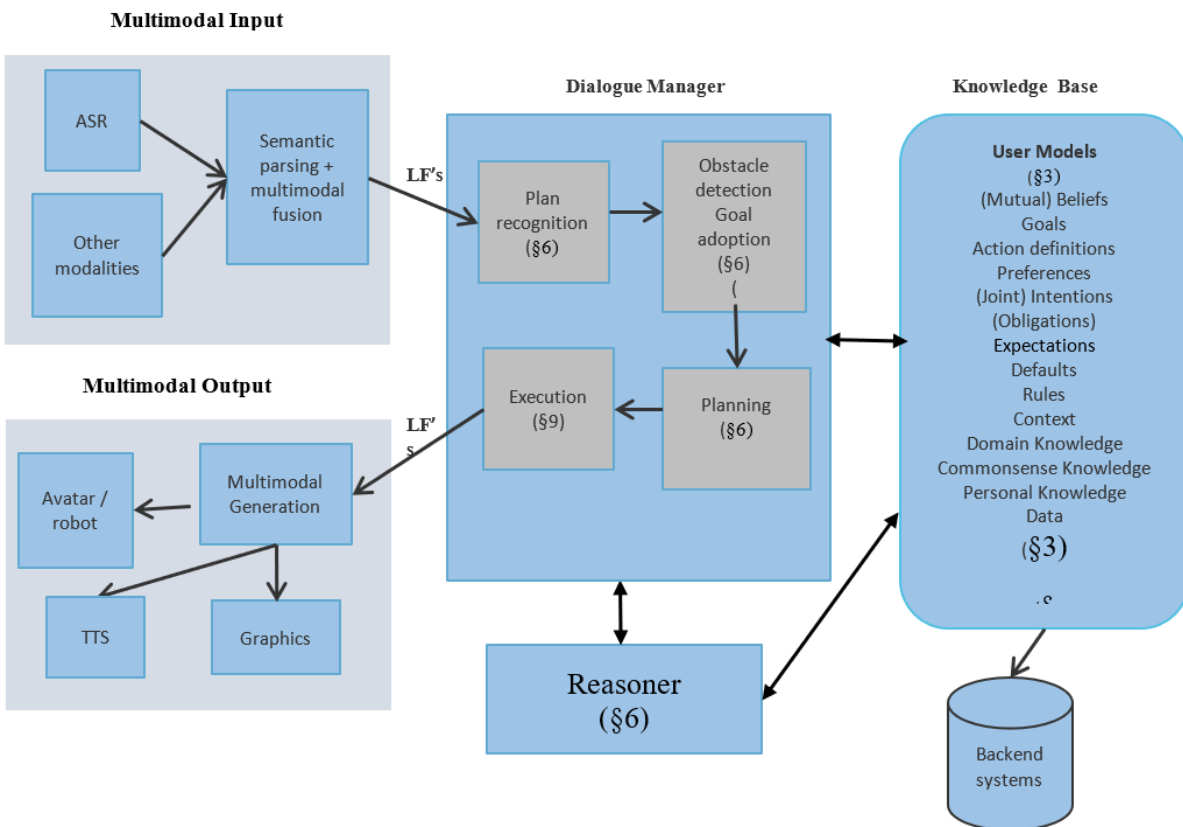 Multimodal Input
ASR
Other
modalities
Semantic
parsing +
multimodal
fusion
LF's
Dialogue Manager
Plan
recognition
(§6)
Obstacle
detection
Goal
adoption
(§6)
(
Planning
(§6)
Execution
(§9)
LF'
s
Multimodal Output
Multimodal
Generation
Avatar /
robot
TTS
Graphics
Reasoner
(§6)
Knowledge Base
User Models
(§3)
(Mutual) Beliefs
Goals
Action definitions
Preferences
(Joint) Intentions
(Obligations)
Expectations
Defaults
Rules
Context
Domain Knowledge
Commonsense Knowledge
Personal Knowledge
Data
(§3)
Backend
systems